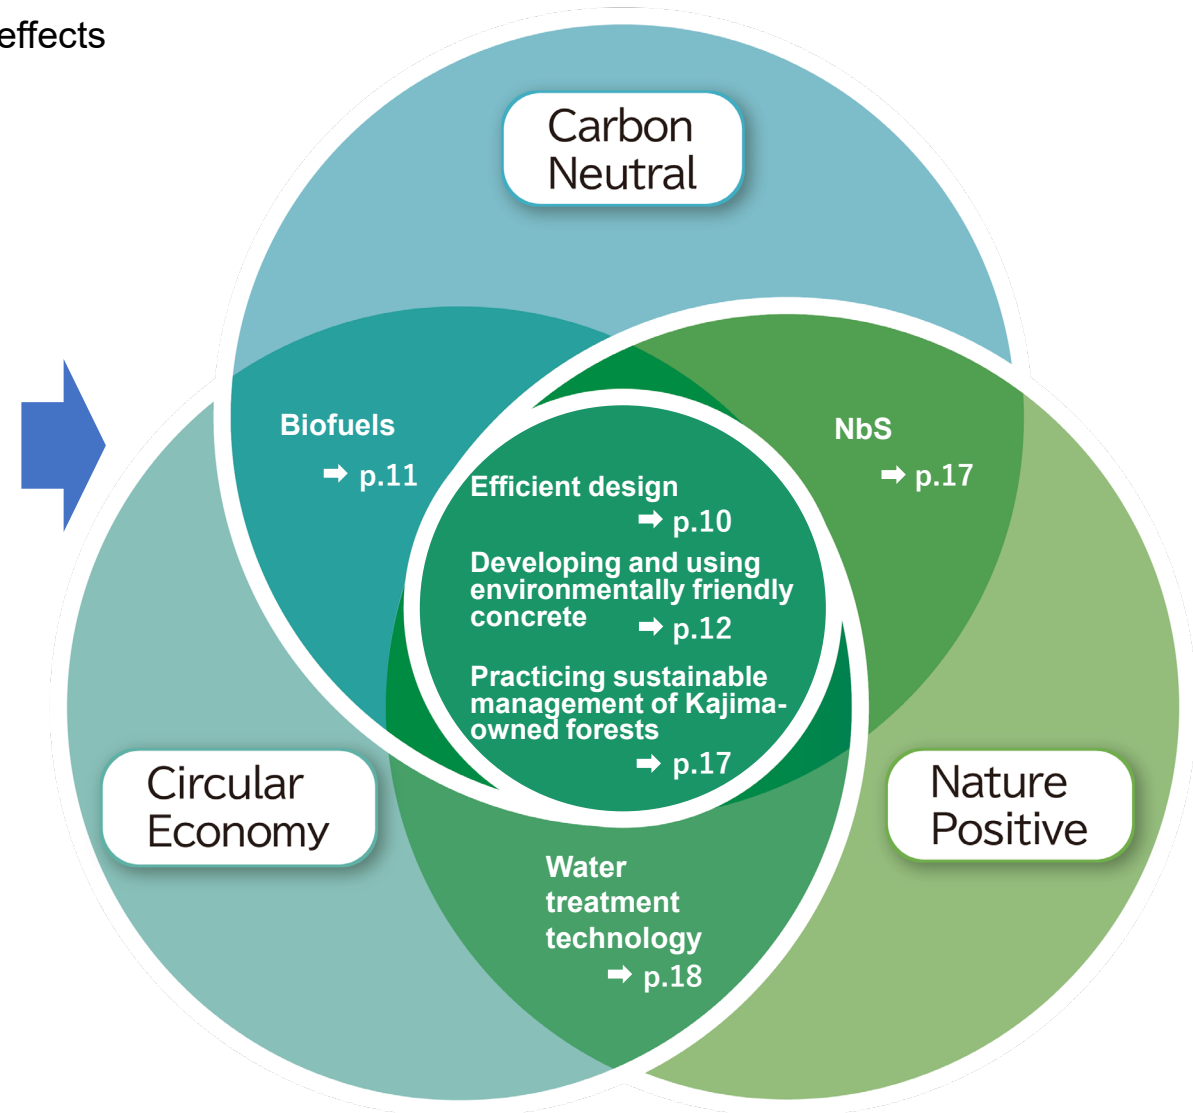 effects
Carbon
Neutral
Biofuels
➡ p.11
NbS
➡ p.17
Efficient design
➡ p.10
Developing and using
environmentally friendly
concrete ➡ p.12
Practicing sustainable
management of Kajima-
owned forests
➡ p.17
Circular
Economy
Nature
Positive
Water
treatment
technology
➡ p.18